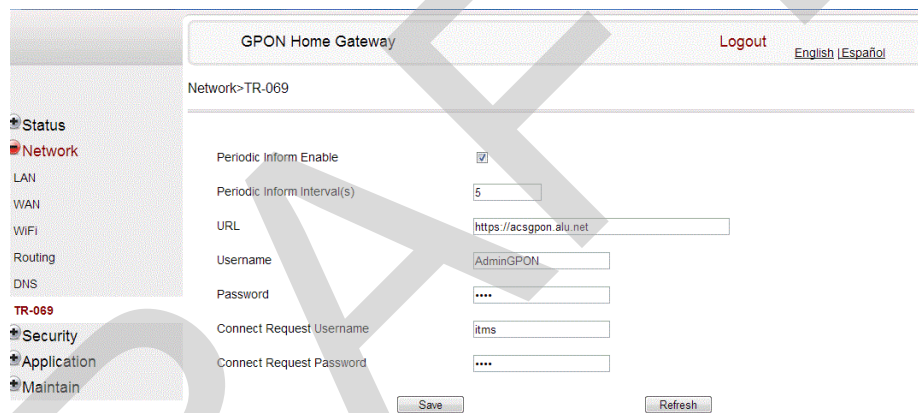 GPON Home Gateway
Logout
English | Español
Network>TR-069
Status
Network
LAN
WAN
WiFi
Routing
DNS
TR-069
Security
Application
Maintain
Periodic Inform Enable
Periodic Inform Interval(s) 5
URL https://acsgpon.alu.net
Username AdminGPON
Password ••••
Connect Request Username itms
Connect Request Password ••••
Save Refresh